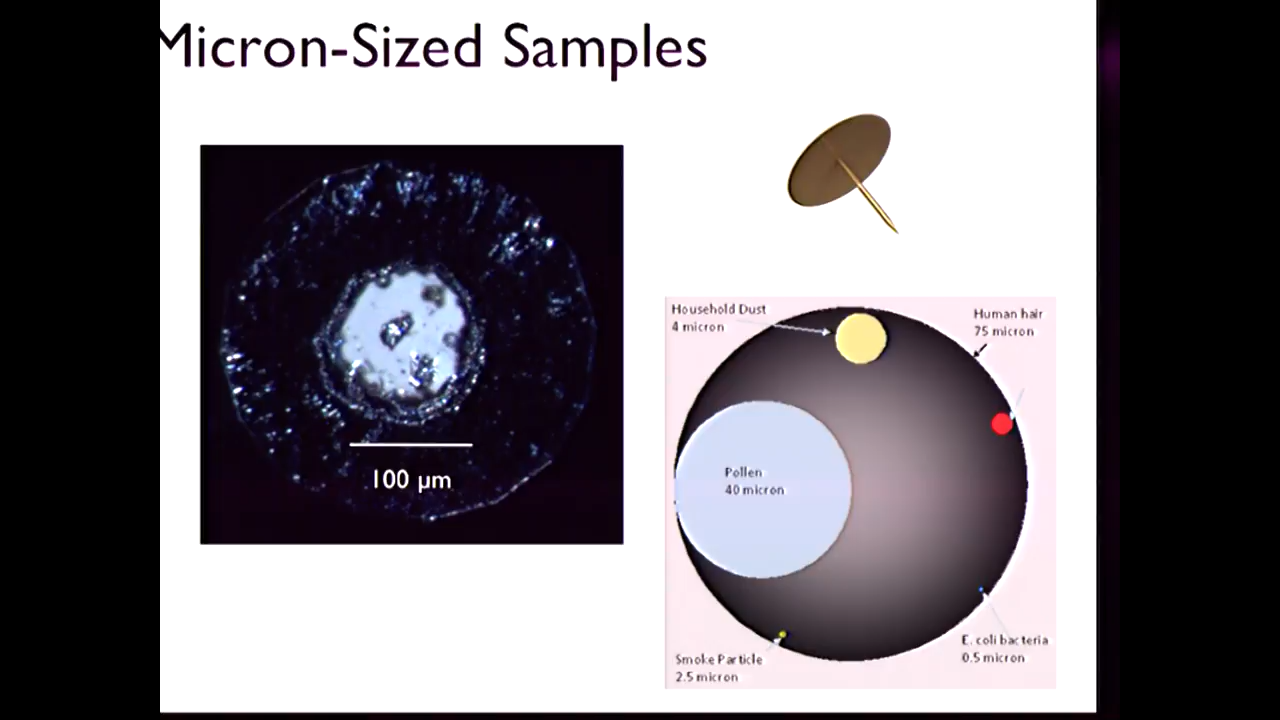 Micron-Sized Samples
100 µm
Household Dust
4 micron
Human hair
75 micron
Pollen
40 micron
E. coli bacteria
0.5 micron
Smoke Particle
2.5 micron